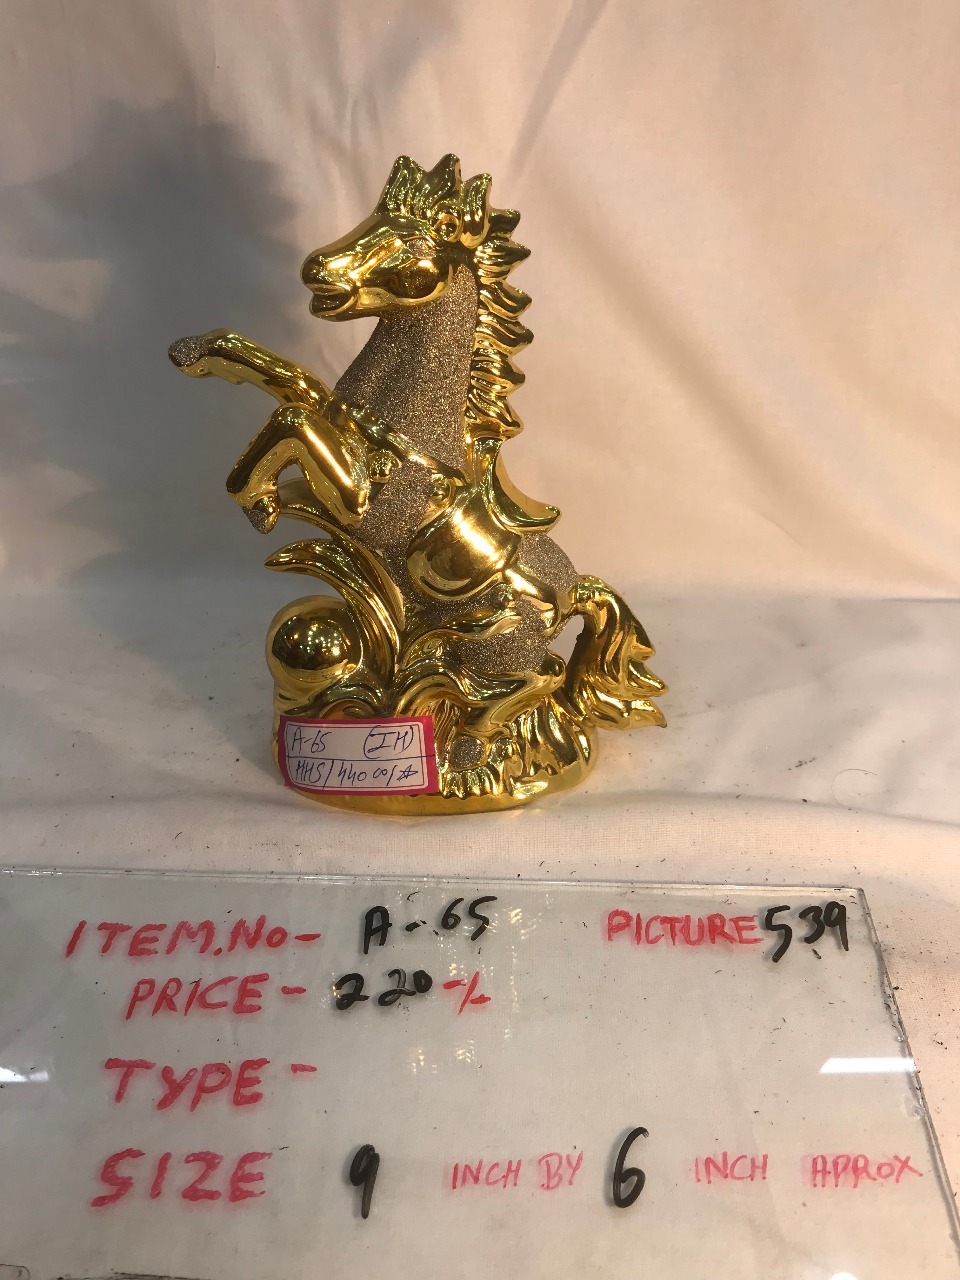 A-65 (IH)
MHS/440
ITEM.No- A-65 PICTURE 539
PRICE- 220-/-
TYPE-
SIZE 9 INCH BY 6 INCH APROX